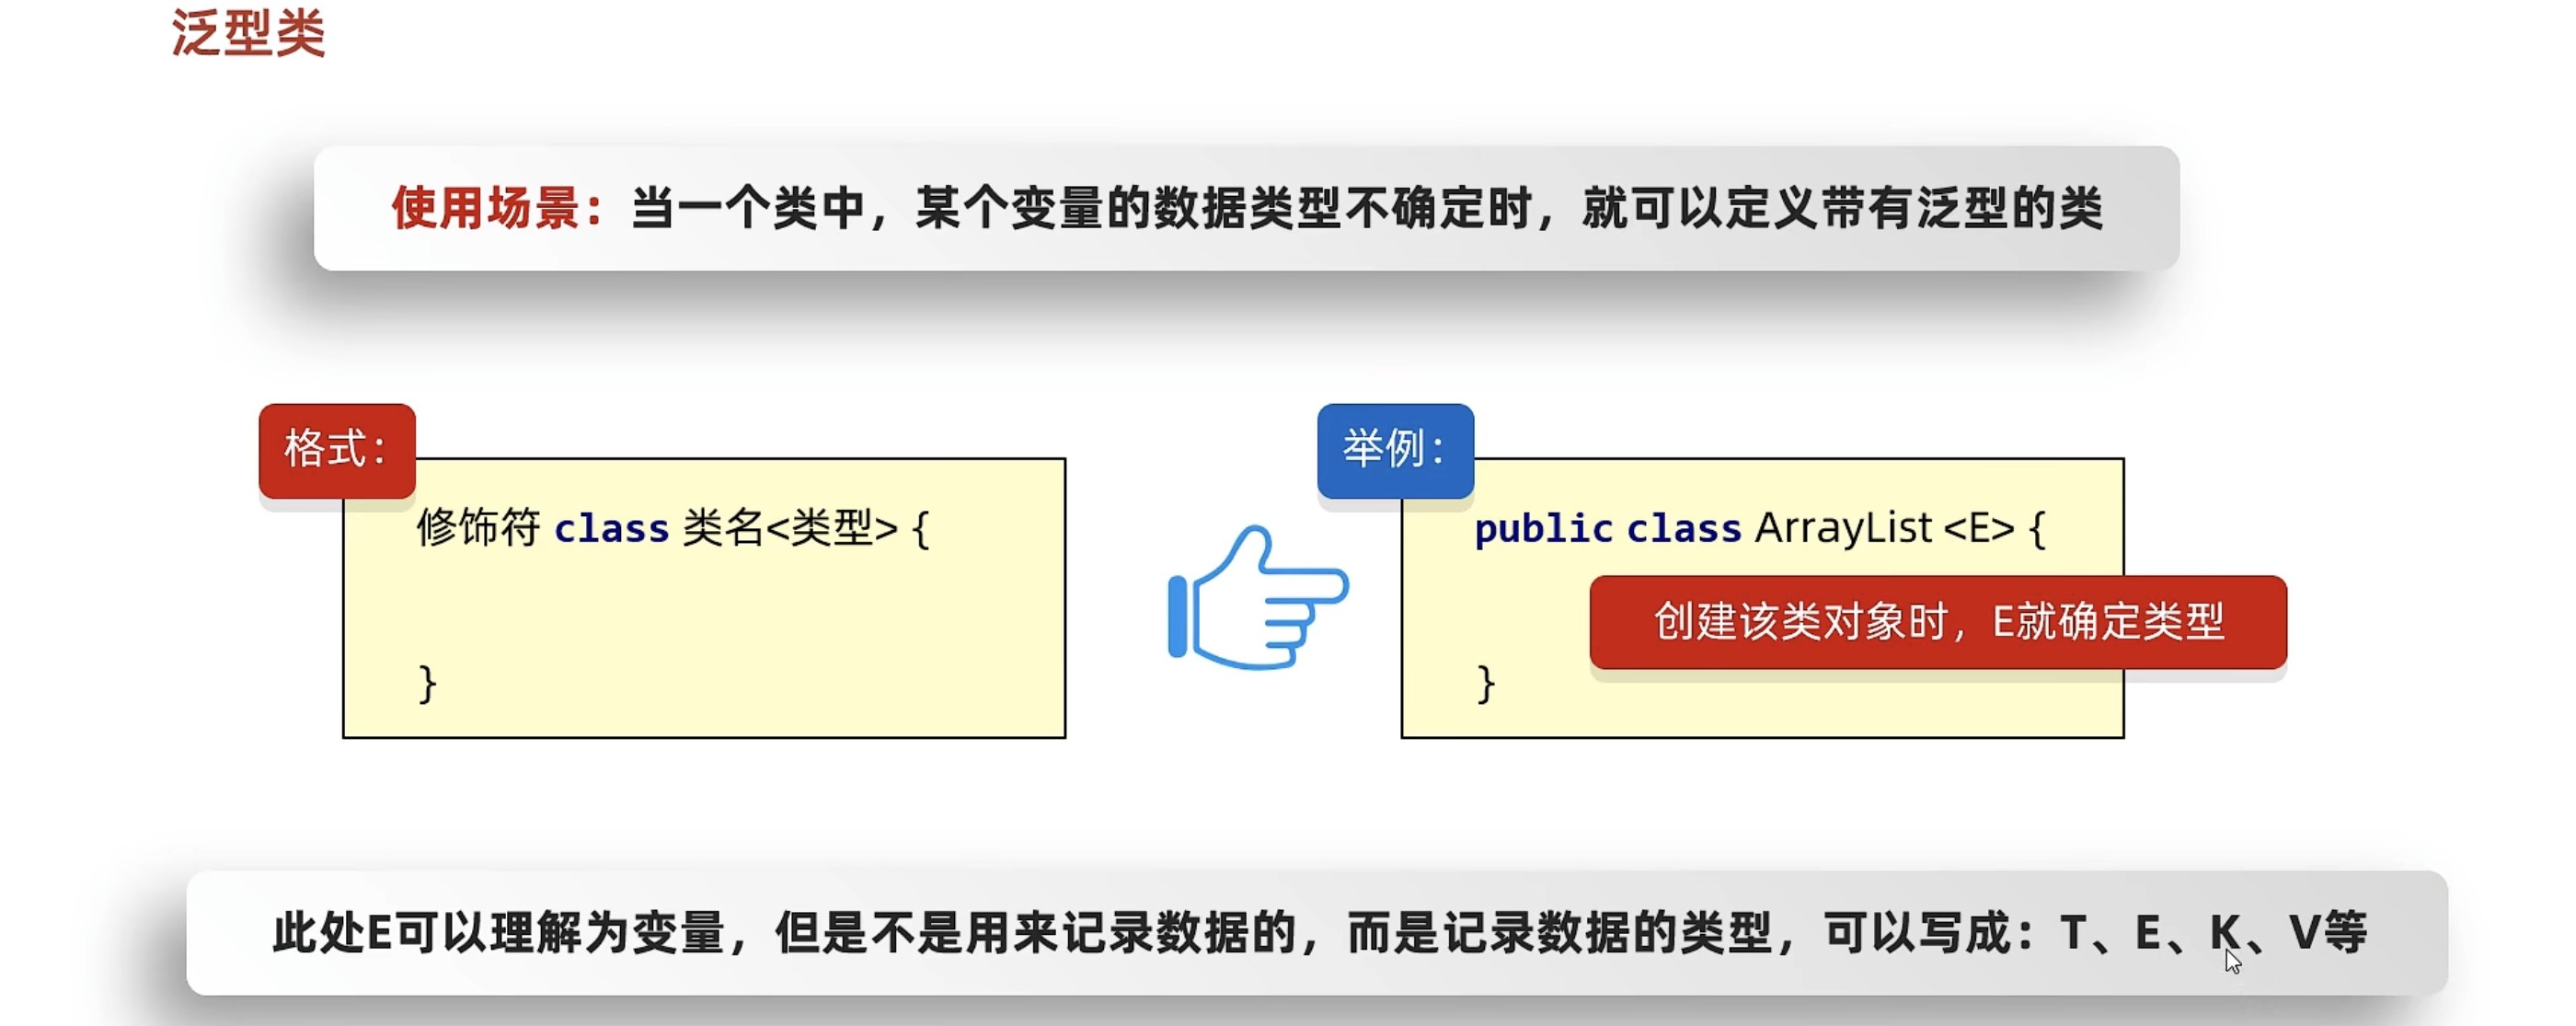 泛型类
使用场景：当一个类中，某个变量的数据类型不确定时，就可以定义带有泛型的类
格式：
修饰符 class 类名<类型> {
}
举例：
public class ArrayList <E> {
创建该类对象时，E就确定类型
}
此处E可以理解为变量，但是不是用来记录数据的，而是记录数据的类型，可以写成：T、E、K、V等